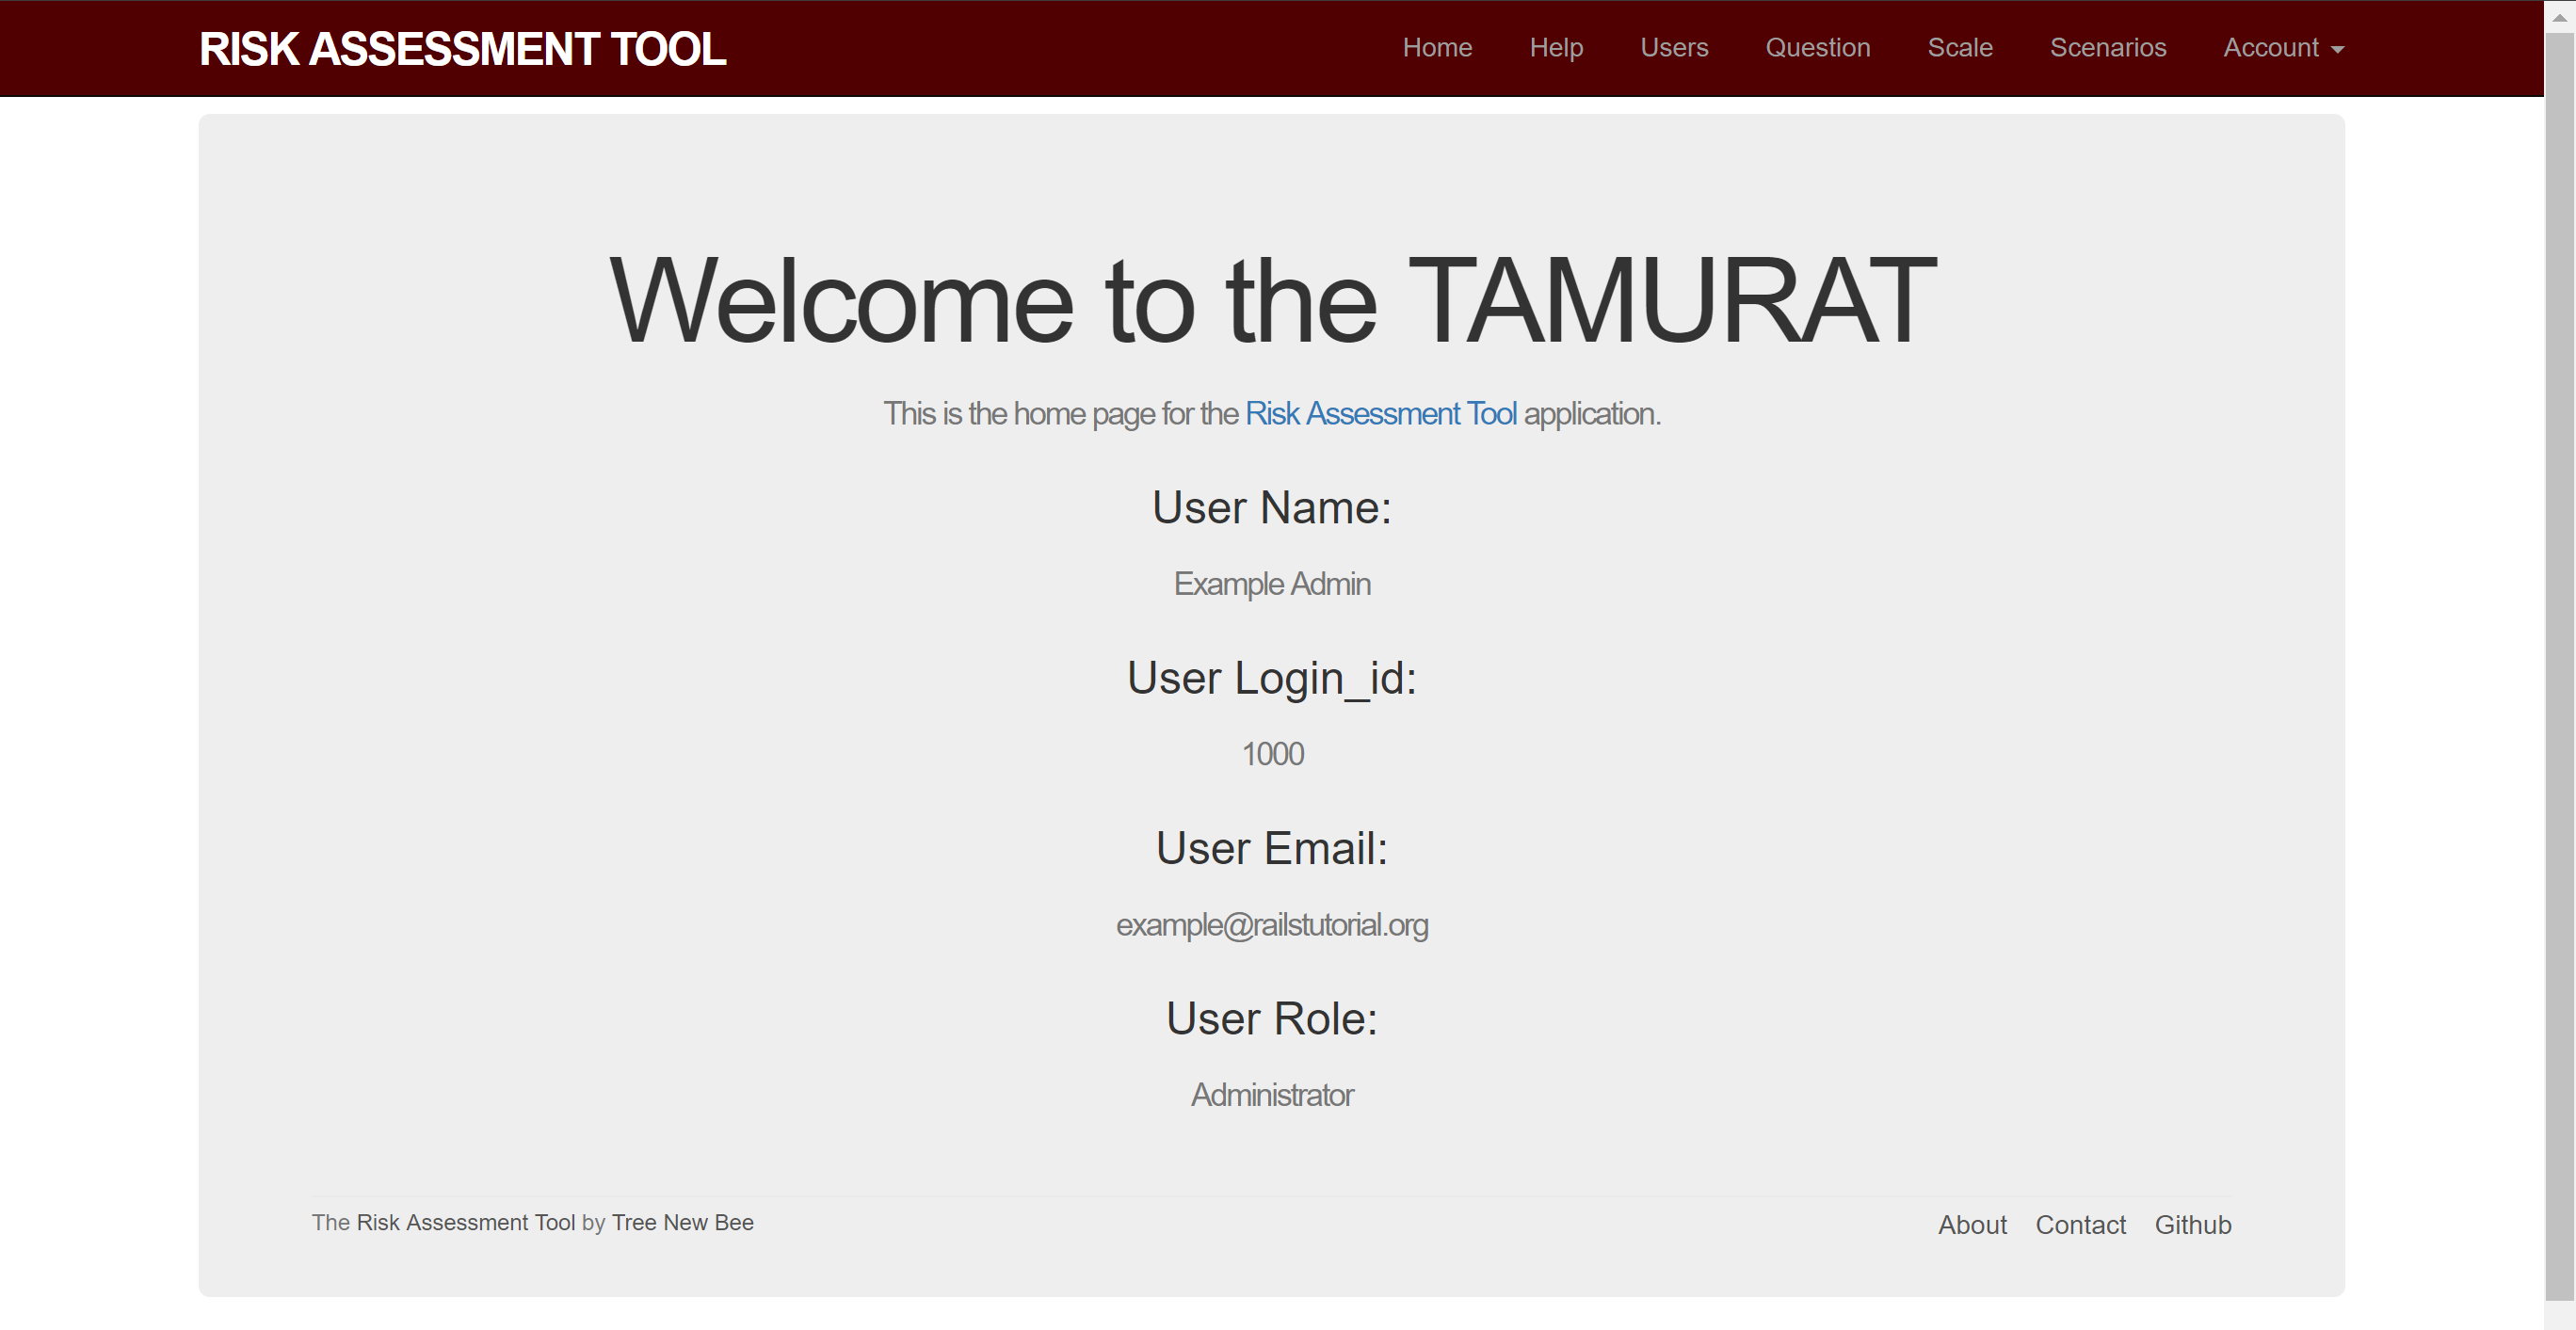 RISK ASSESSMENT TOOL
Home Help Users Question Scale Scenarios Account
Welcome to the TAMURAT
This is the home page for the Risk Assessment Tool application.
User Name:
Example Admin
User Login_id:
1000
User Email:
example@railstutorial.org
User Role:
Administrator
The Risk Assessment Tool by Tree New Bee
About Contact Github